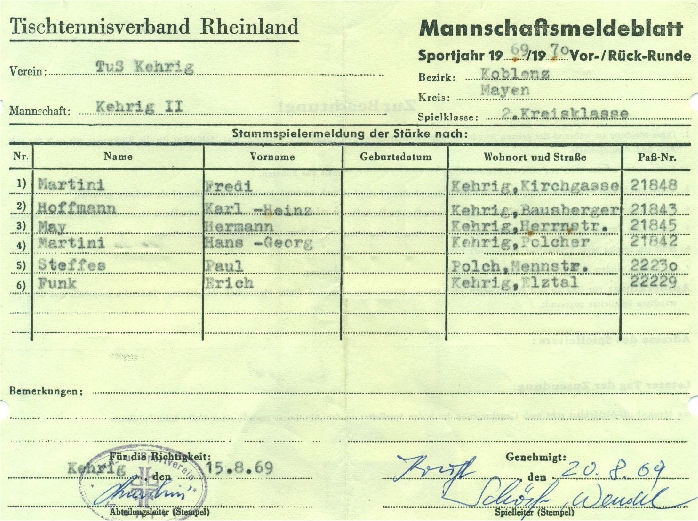 Tischtennisverband Rheinland
Mannschaftsmeldeblatt
Sportjahr 19 69/19 70 Vor-/Rück-Runde
Verein: TuS Kehrig
Bezirk: Koblenz
Kreis: Mayen
Mannschaft: Kehrig II
Spielklasse: 2.Kreisklasse
Stammspielermeldung der Stärke nach:
Nr. Name Vorname Geburtsdatum Wohnort und Straße Paß-Nr.
1) Martini Fredi Kehrig,Kirchgasse 21848
2) Hoffmann Karl -Heinz Kehrig,Bausberger 21843
3) May Hermann Kehrig,Herrnstr. 21845
4) Martini Hans -Georg Kehrig,Polcher 21842
5) Steffes Paul Polch,Mennstr. 22230
6) Funk Erich Kehrig,Elztal 22229
Bemerkungen:
Für die Richtigkeit:
Genehmigt:
Kehrig, den 15.8.69
den 20.8.69
Abteilungsleiter (Stempel)
Spielleiter (Stempel)